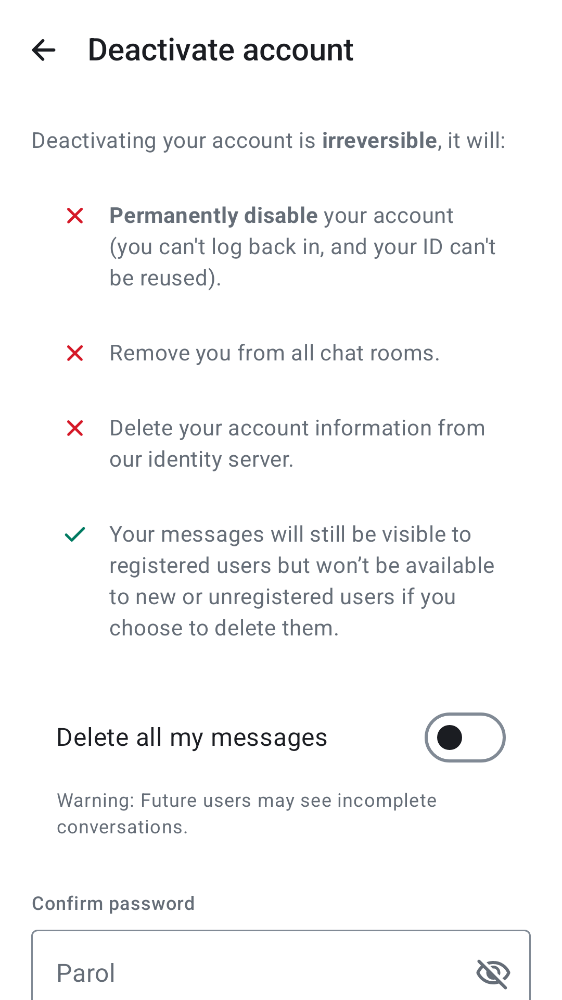 Deactivate account
Deactivating your account is irreversible, it will:
Permanently disable your account
(you can't log back in, and your ID can't
be reused).
Remove you from all chat rooms.
Delete your account information from
our identity server.
Your messages will still be visible to
registered users but won’t be available
to new or unregistered users if you
choose to delete them.
Delete all my messages
Warning: Future users may see incomplete
conversations.
Confirm password
Parol